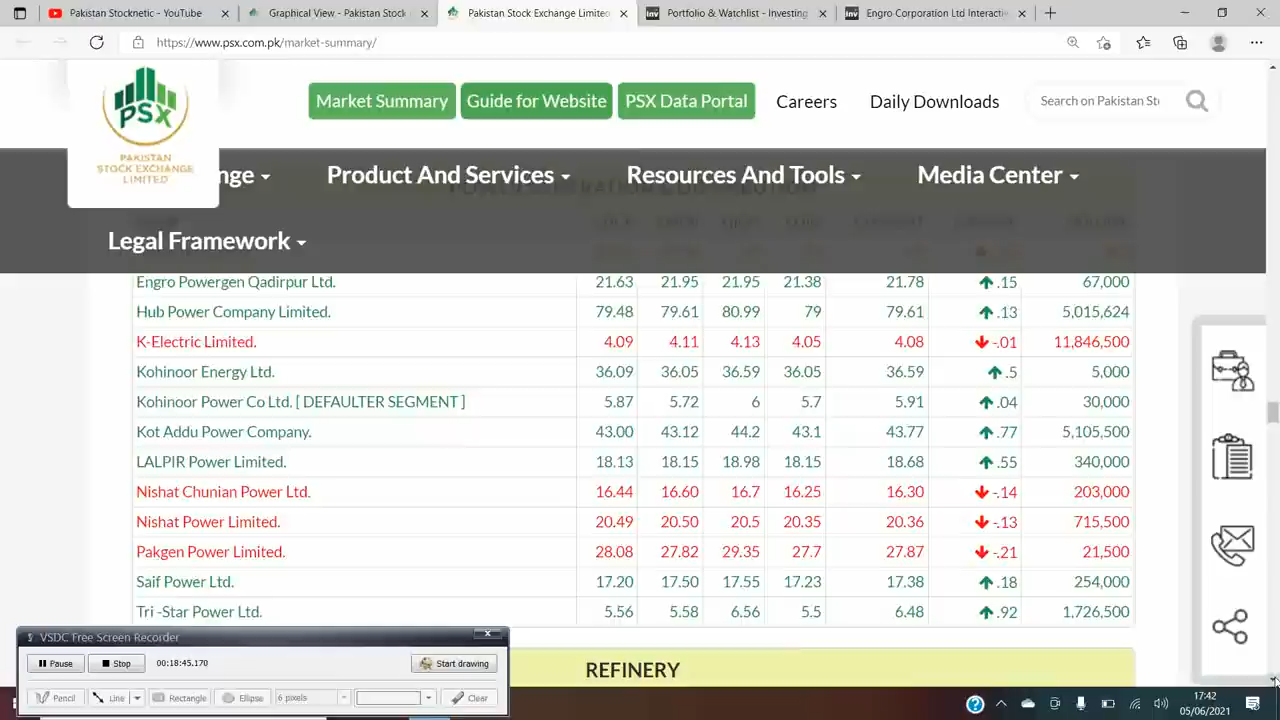 Pakistan Stocknetic - YouTube
Graphical View - Pakistan Stock
Pakistan Stock Exchange Limited
inv Portfolio & Watchlist - Investing
inv Engro Corporation Ltd Interacti
https://www.psx.com.pk/market-summary/
PSX
PAKISTAN
STOCK EXCHANGE
LIMITED
Market Summary Guide for Website PSX Data Portal Careers Daily Downloads Search on Pakistan St
nge Product And Services Resources And Tools Media Center
Legal Framework
Engro Powergen Qadirpur Ltd. 21.63 21.95 21.95 21.38 21.78 .15 67,000
Hub Power Company Limited. 79.48 79.61 80.99 79 79.61 .13 5,015,624
K-Electric Limited. 4.09 4.11 4.13 4.05 4.08 -.01 11,846,500
Kohinoor Energy Ltd. 36.09 36.05 36.59 36.05 36.59 .5 5,000
Kohinoor Power Co Ltd. [ DEFAULTER SEGMENT ] 5.87 5.72 6 5.7 5.91 .04 30,000
Kot Addu Power Company. 43.00 43.12 44.2 43.1 43.77 .77 5,105,500
LALPIR Power Limited. 18.13 18.15 18.98 18.15 18.68 .55 340,000
Nishat Chunian Power Ltd. 16.44 16.60 16.7 16.25 16.30 -.14 203,000
Nishat Power Limited. 20.49 20.50 20.5 20.35 20.36 -.13 715,500
Pakgen Power Limited. 28.08 27.82 29.35 27.7 27.87 -.21 21,500
Saif Power Ltd. 17.20 17.50 17.55 17.23 17.38 .18 254,000
Tri -Star Power Ltd. 5.56 5.58 6.56 5.5 6.48 .92 1,726,500
REFINERY
VSDC Free Screen Recorder
Pause Stop 00:18:45.170 Start drawing
Pencil Line Rectangle Ellipse 6 pixels Clear
17:42
05/06/2021